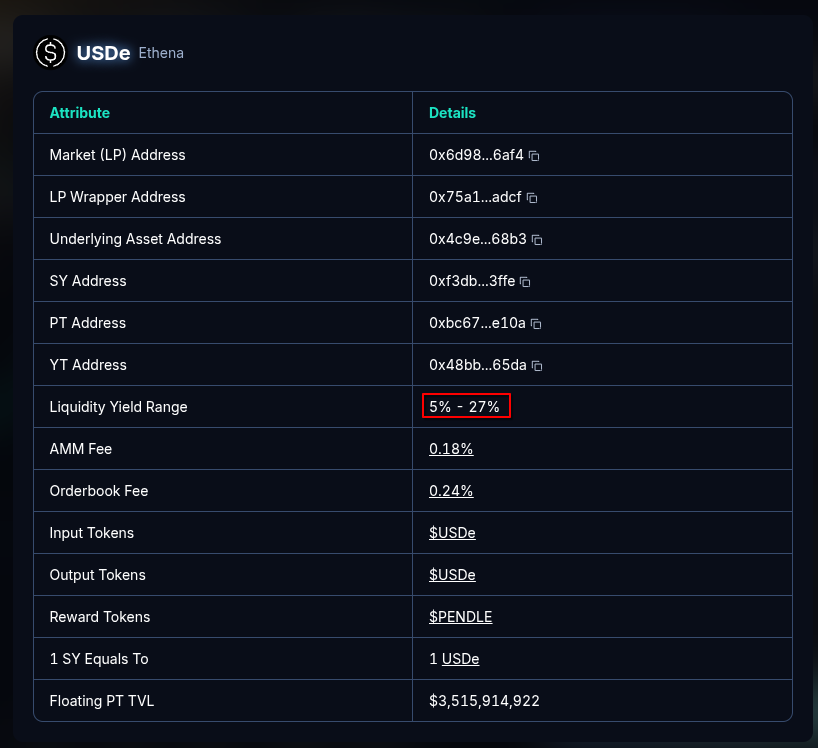 USDe Ethena
Attribute Details
Market (LP) Address 0x6d98...6af4
LP Wrapper Address 0x75a1...adcf
Underlying Asset Address 0x4c9e...68b3
SY Address 0xf3db...3ffe
PT Address 0xbc67...e10a
YT Address 0x48bb...65da
Liquidity Yield Range 5% - 27%
AMM Fee 0.18%
Orderbook Fee 0.24%
Input Tokens $USDe
Output Tokens $USDe
Reward Tokens $PENDLE
1 SY Equals To 1 USDe
Floating PT TVL $3,515,914,922